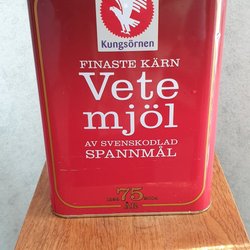 Kungsörnen
FINASTE KÄRN
Vete
mjöl
AV SVENSKODLAD
SPANNMÅL
75